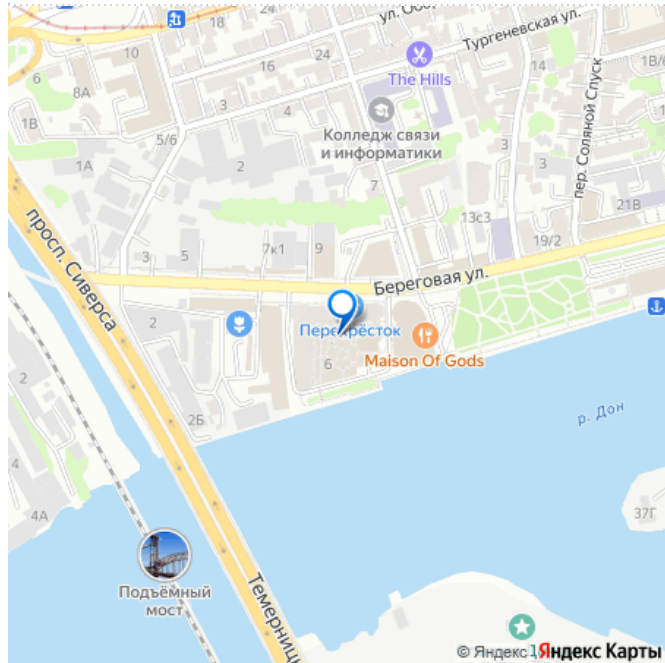 18
24
ул. Обо
Тургеневская ул.
6
10
16
24
8А
The Hills
3
5
1В/6
1В
4
3
5/6
Колледж связи
и информатики
пер. Соляной Спуск
1А
2
14
3
7
просп. Сиверса
13с3
21В
3
5
7к1
9
19/2
Береговая ул.
2
Перекрёсток
Maison Of Gods
6
2
2Б
р. Дон
4
4А
37Г
Подъёмный
мост
Темерниц
© Яндекс
Яндекс Карты